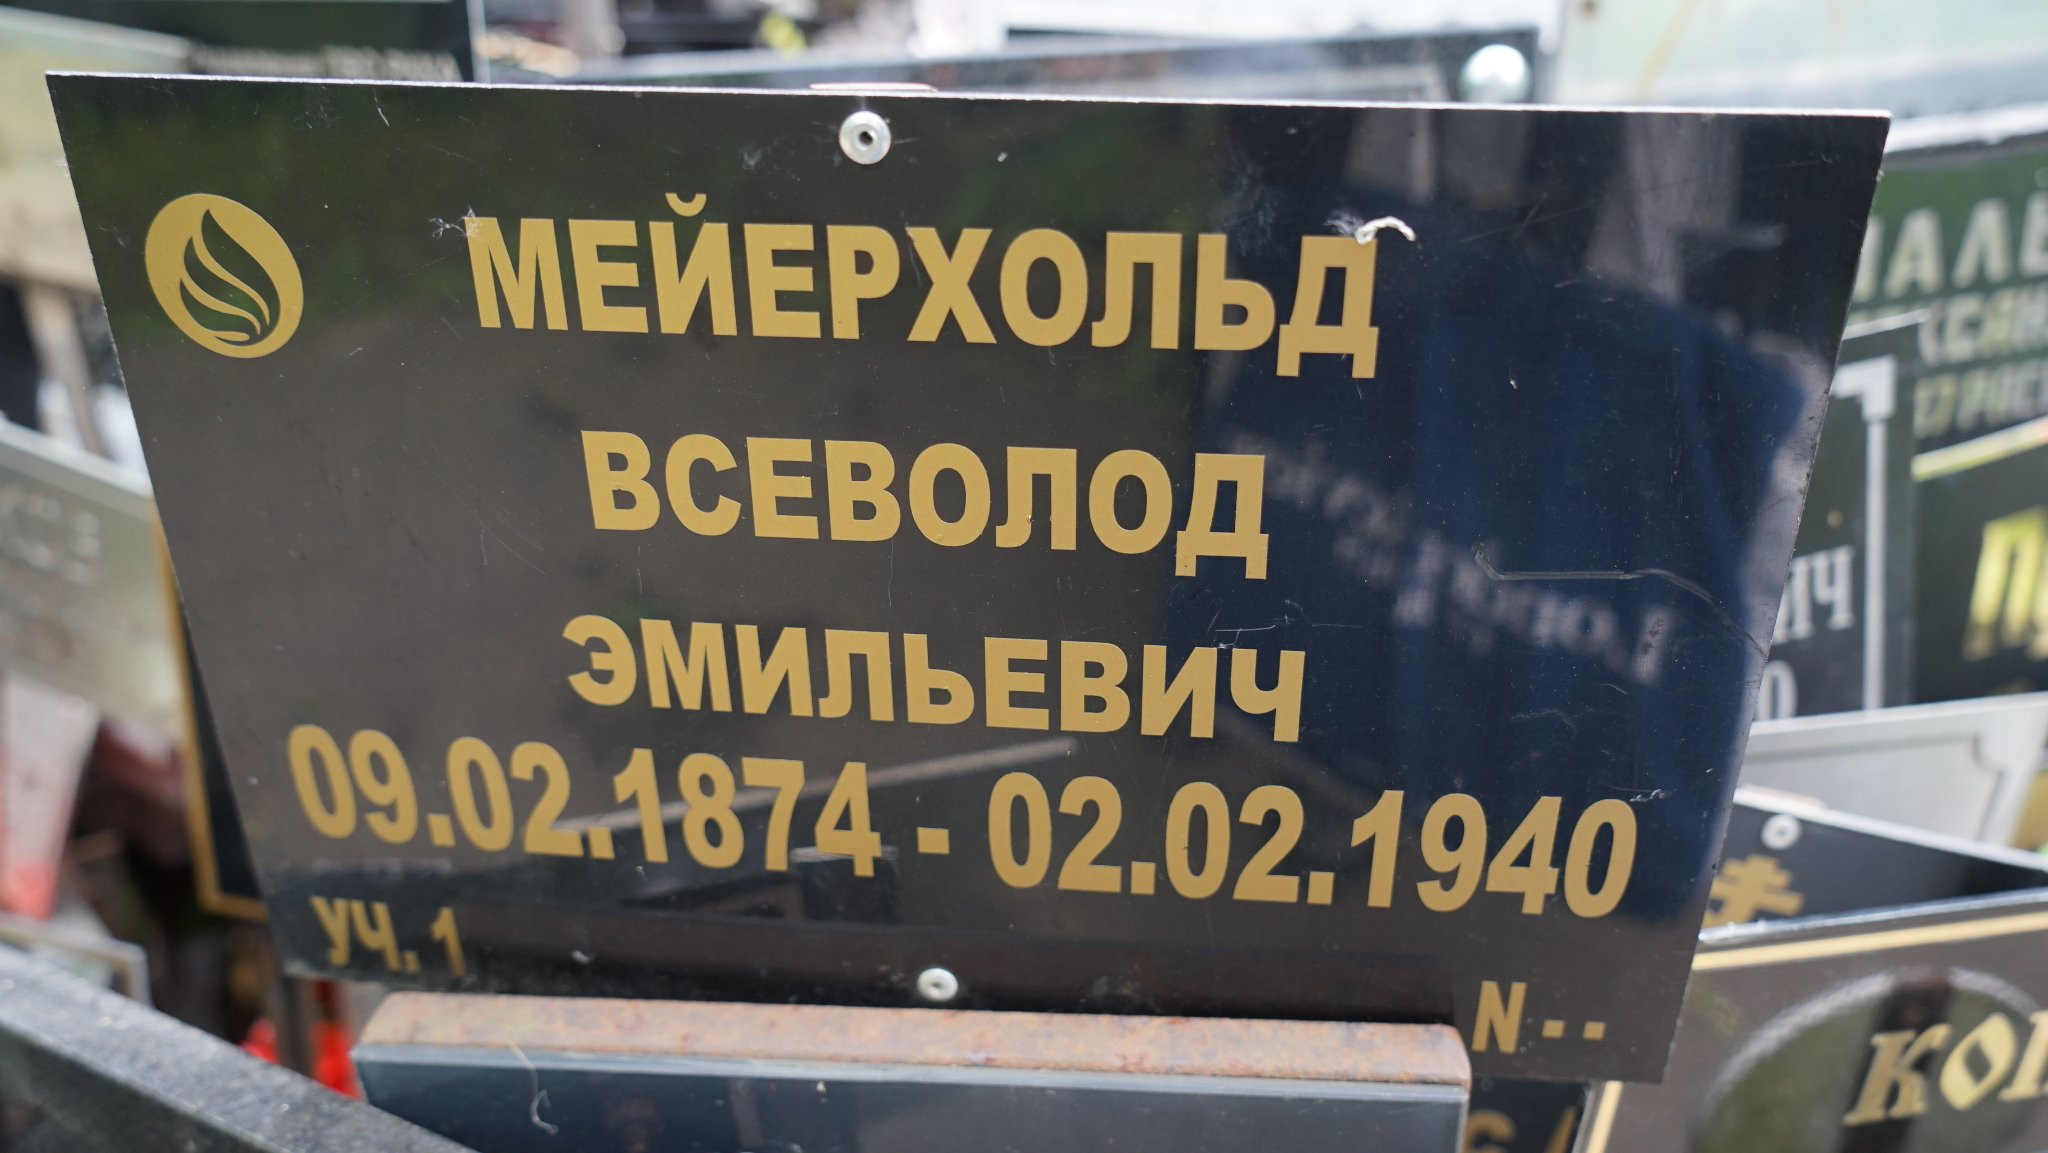 МЕЙЕРХОЛЬД
ВСЕВОЛОД
ЭМИЛЬЕВИЧ
09.02.1874 - 02.02.1940
УЧ. 1
N - -